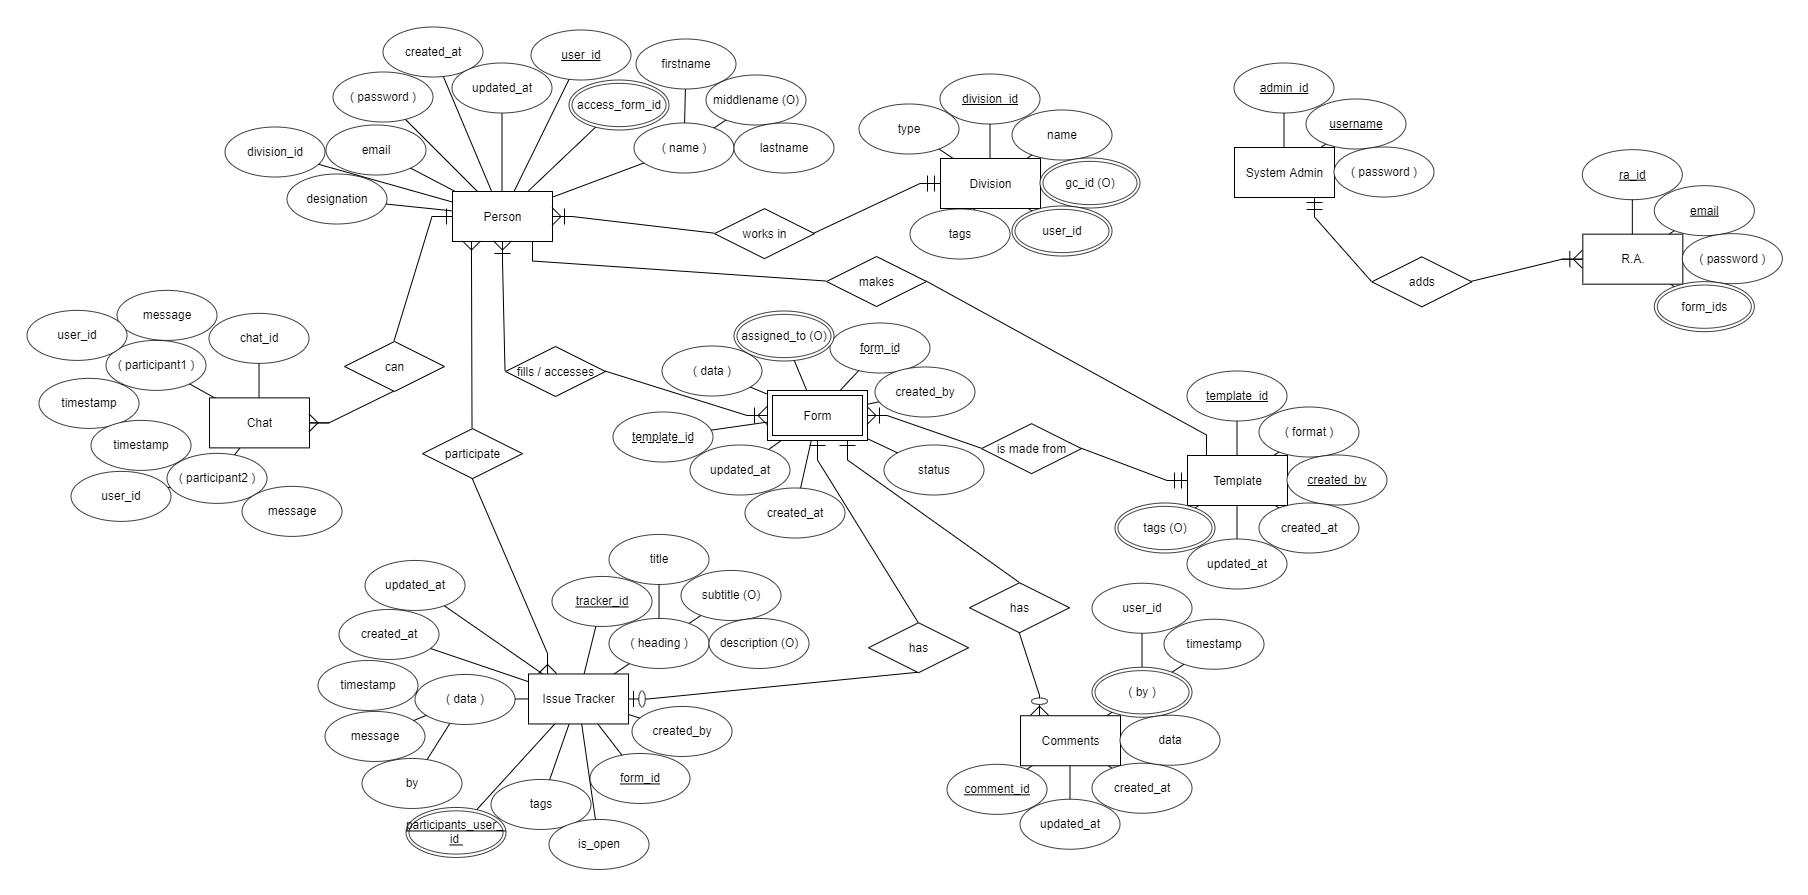 created_at
user_id
( password )
updated_at
access_form_id
firstname
middlename (O)
( name )
lastname
division_id
email
designation
Person
type
division_id
name
Division
gc_id (O)
tags
user_id
works in
admin_id
username
System Admin
( password )
ra_id
email
R.A.
( password )
form_ids
adds
makes
message
user_id
chat_id
( participant1 )
timestamp
Chat
timestamp
( participant2 )
user_id
message
can
participate
fills / accesses
assigned_to (O)
form_id
( data )
created_by
Form
template_id
updated_at
status
created_at
is made from
template_id
( format )
Template
created_by
tags (O)
created_at
updated_at
updated_at
created_at
tracker_id
title
subtitle (O)
( heading )
description (O)
timestamp
( data )
Issue Tracker
message
by
created_by
form_id
tags
participants_user_
id
is_open
has
has
user_id
timestamp
( by )
Comments
data
comment_id
created_at
updated_at